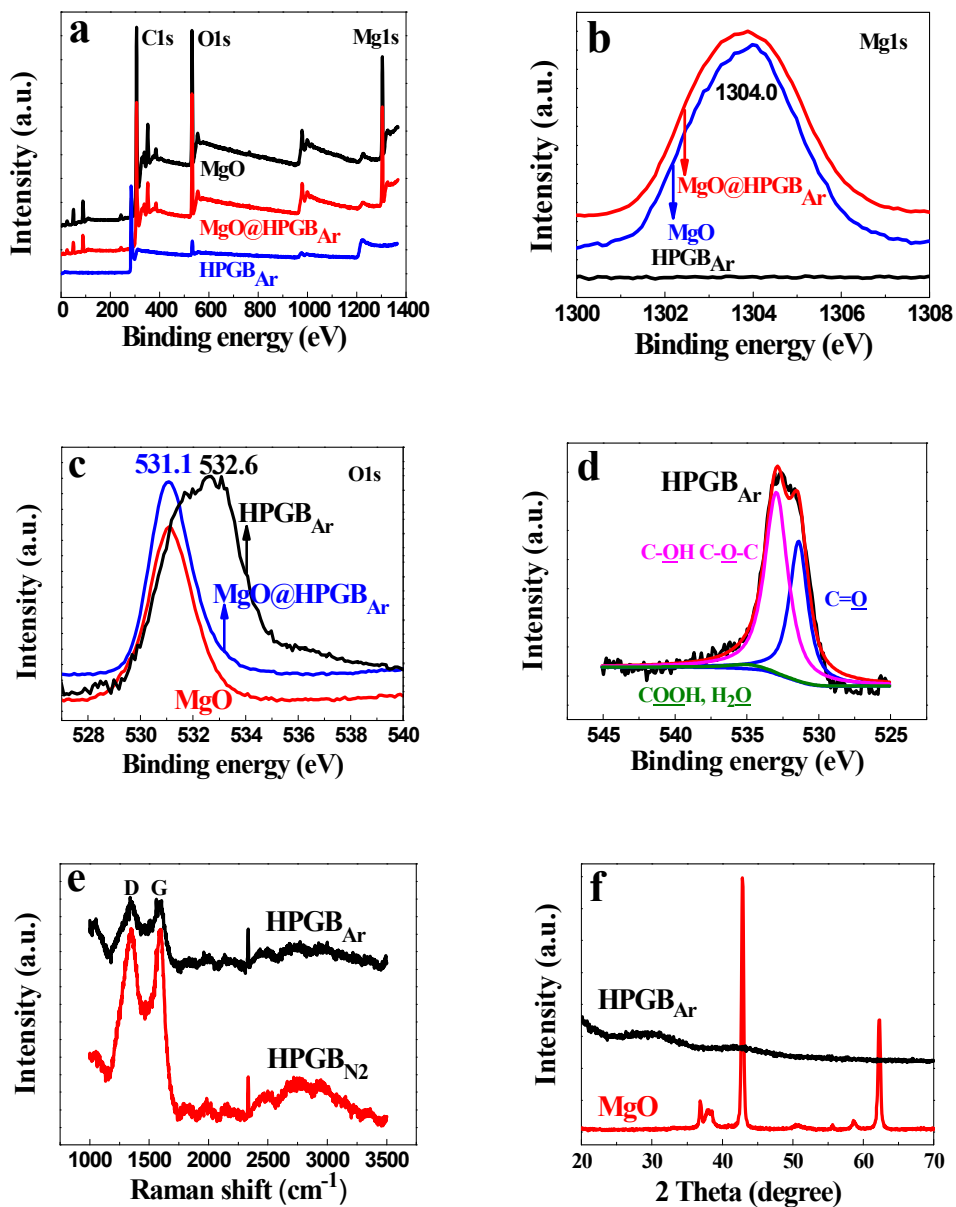 a
C1s O1s Mg1s
MgO
MgO@HPGBAr
HPGBAr
Intensity (a.u.)
0 200 400 600 800 1000 1200 1400
Binding energy (eV)
b
Mg1s
1304.0
MgO@HPGBAr
MgO
HPGBAr
Intensity (a.u.)
1300 1302 1304 1306 1308
Binding energy (eV)
c
531.1 532.6
O1s
HPGBAr
MgO@HPGBAr
MgO
Intensity (a.u.)
528 530 532 534 536 538 540
Binding energy (eV)
d
HPGBAr
C-OH C-O-C
C=O
COOH, H2O
Intensity (a.u.)
545 540 535 530 525
Binding energy (eV)
e
D G
HPGBAr
HPGBN2
Intensity (a.u.)
1000 1500 2000 2500 3000 3500
Raman shift (cm-1)
f
HPGBAr
MgO
Intensity (a.u.)
20 30 40 50 60 70
2 Theta (degree)